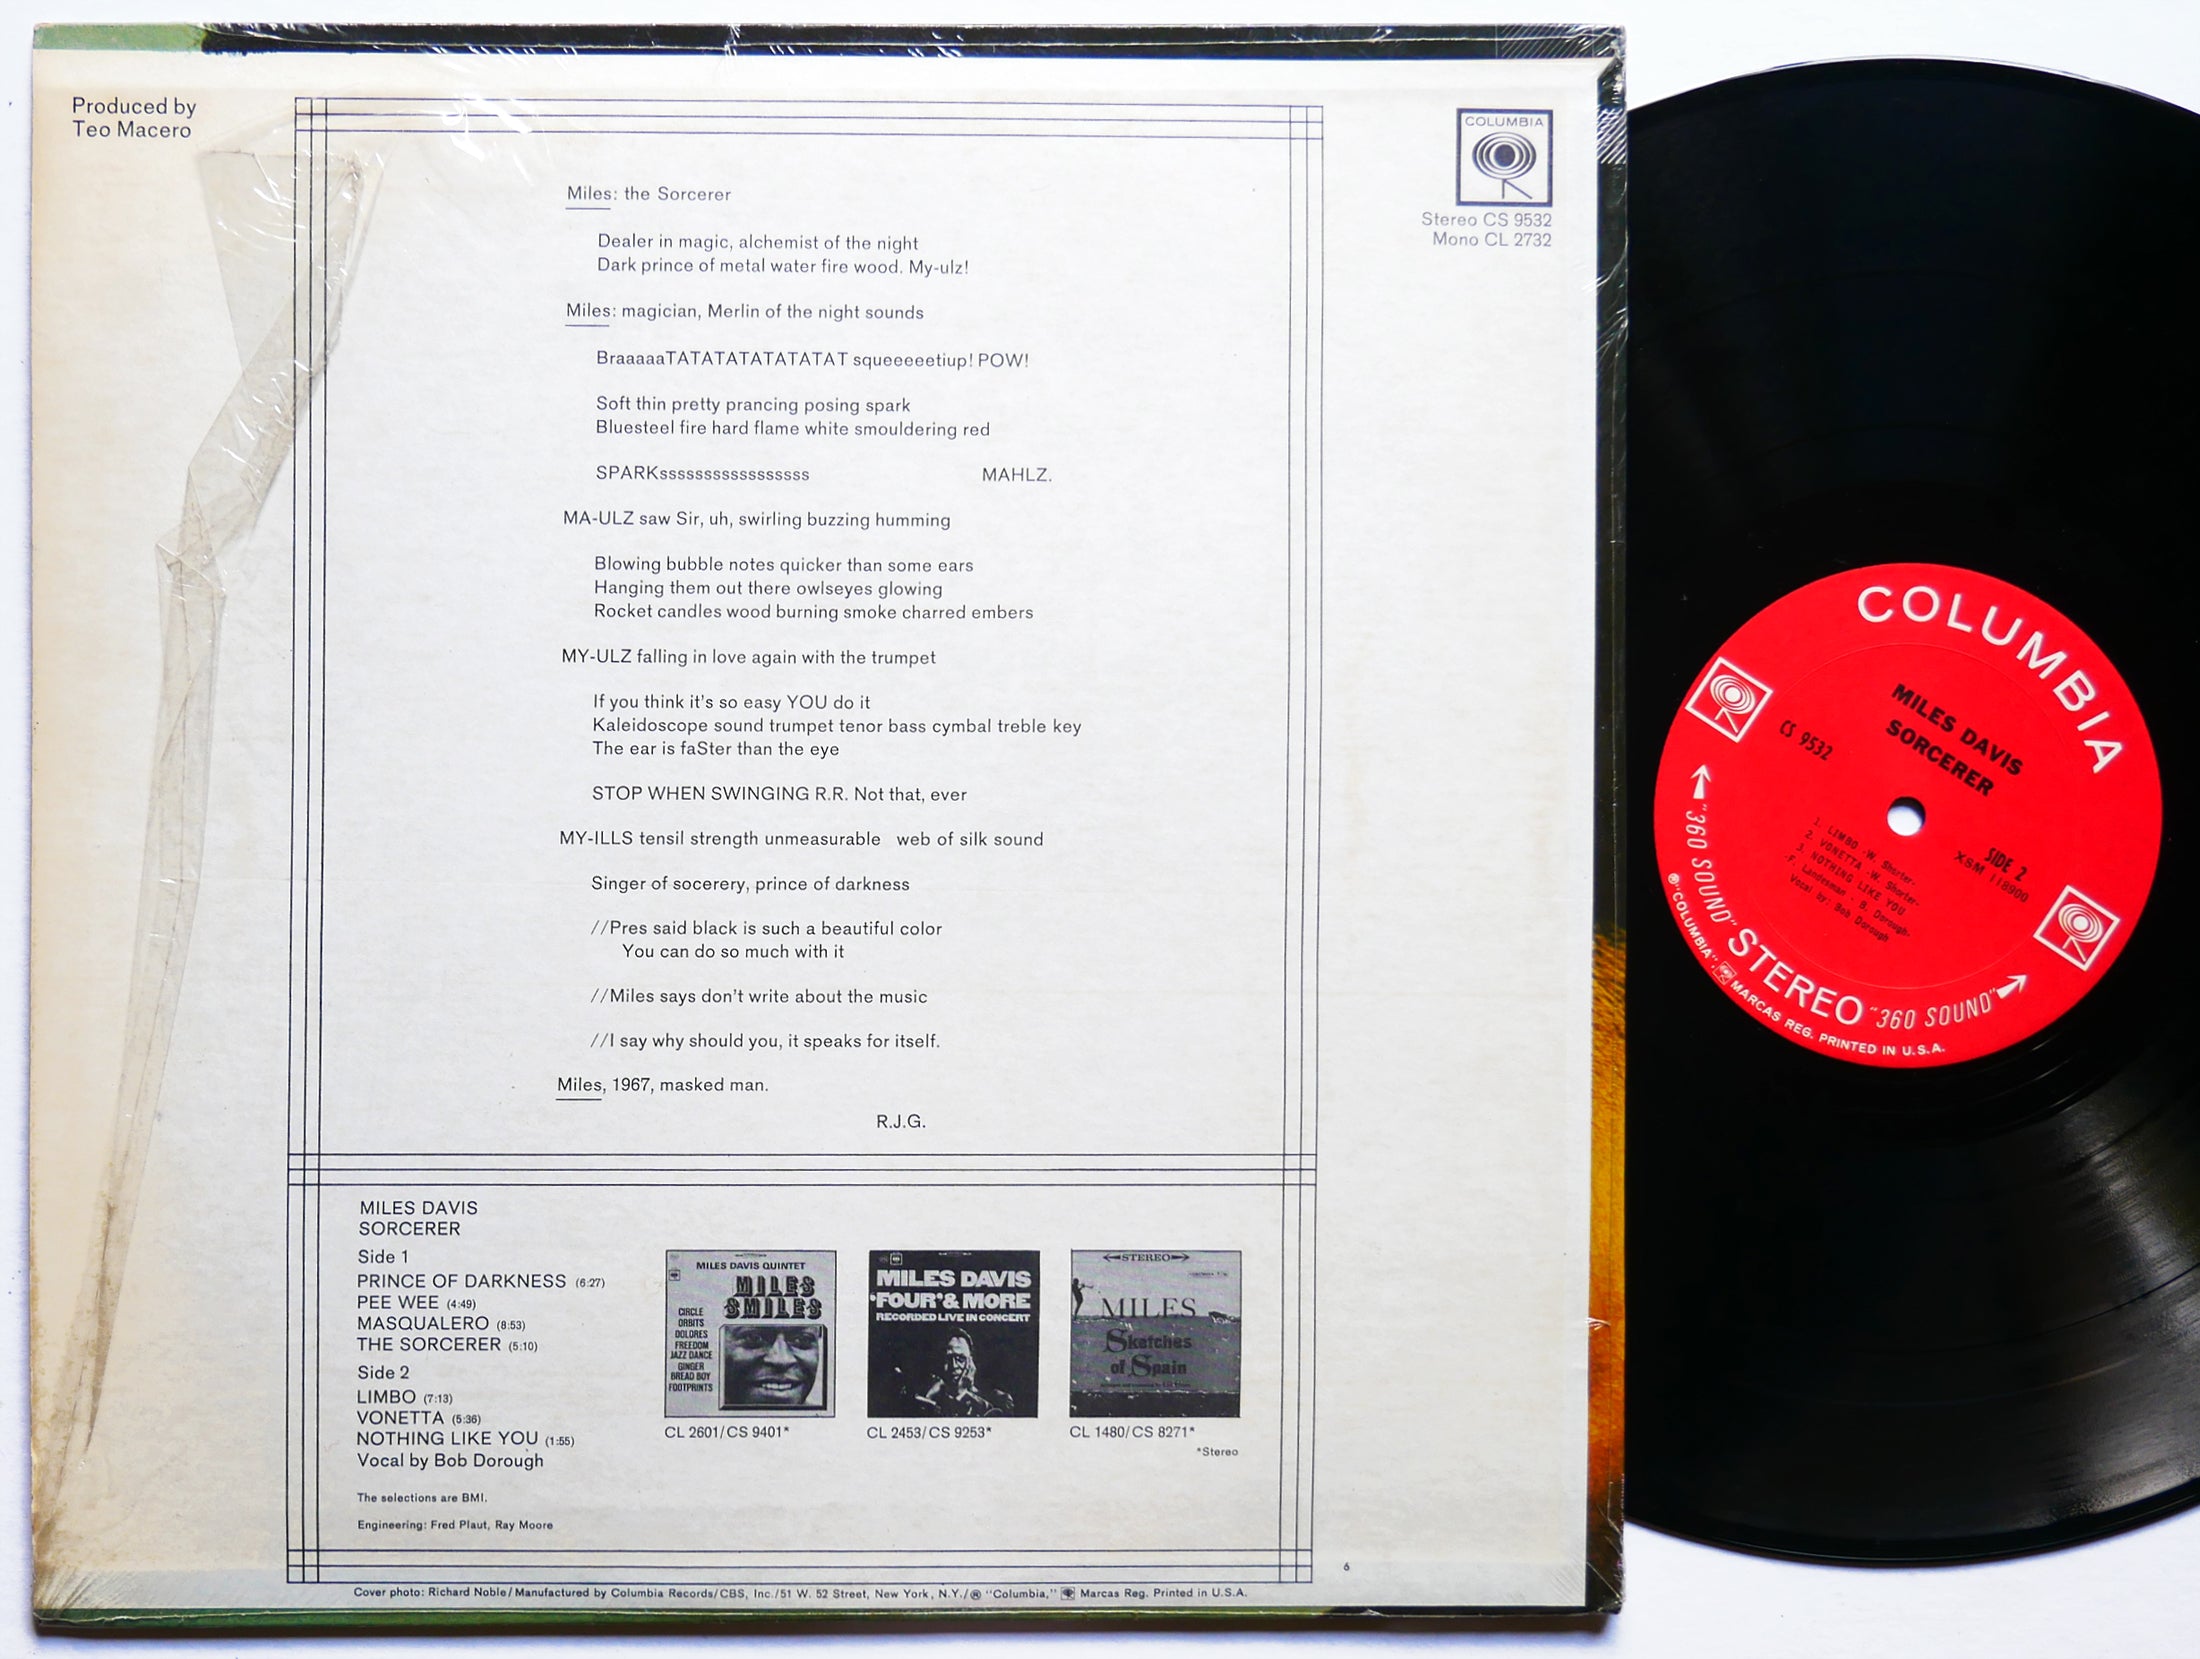 Produced by
Teo Macero
COLUMBIA
Stereo CS 9532
Mono CL 2732
Miles: the Sorcerer
Dealer in magic, alchemist of the night
Dark prince of metal water fire wood. My-ulz!
Miles: magician, Merlin of the night sounds
BraaaaaTATATATATATATAT squeeeeetiup! POW!
Soft thin pretty prancing posing spark
Bluesteel fire hard flame white smouldering red
SPARKsssssssssssssssss MAHLZ.
MA-ULZ saw Sir, uh, swirling buzzing humming
Blowing bubble notes quicker than some ears
Hanging them out there owlseyes glowing
Rocket candles wood burning smoke charred embers
MY-ULZ falling in love again with the trumpet
If you think it's so easy YOU do it
Kaleidoscope sound trumpet tenor bass cymbal treble key
The ear is faSter than the eye
STOP WHEN SWINGING R.R. Not that, ever
MY-ILLS tensil strength unmeasurable web of silk sound
Singer of socerery, prince of darkness
//Pres said black is such a beautiful color
You can do so much with it
//Miles says don't write about the music
//I say why should you, it speaks for itself.
Miles, 1967, masked man.
R.J.G.
MILES DAVIS
SORCERER
Side 1
PRINCE OF DARKNESS (6:27)
PEE WEE (4:49)
MASQUALERO (8:53)
THE SORCERER (5:10)
Side 2
LIMBO (7:13)
VONETTA (5:36)
NOTHING LIKE YOU (1:55)
Vocal by Bob Dorough
The selections are BMI.
Engineering: Fred Plaut, Ray Moore
MILES DAVIS QUINTET
MILES
SMILES
CIRCLE
ORBITS
DOLORES
FREEDOM
JAZZ DANCE
GINGER
BREAD BOY
FOOTPRINTS
CL 2601/CS 9401*
MILES DAVIS
'FOUR' & MORE
RECORDED LIVE IN CONCERT
CL 2453/CS 9253*
STEREO
MILES
Sketches
of Spain
CL 1480/CS 8271*
*Stereo
6
Cover photo: Richard Noble/Manufactured by Columbia Records/CBS, Inc./51 W. 52 Street, New York, N.Y./® "Columbia," Marcas Reg. Printed in U.S.A.
COLUMBIA
MILES DAVIS
SORCERER
CS 9532
SIDE 2
XSM 118900
1. LIMBO -W. Shorter-
2. VONETTA -W. Shorter-
3. NOTHING LIKE YOU
-F. Landesman - B. Dorough-
Vocal by: Bob Dorough
"360 SOUND" STEREO "360 SOUND"
® "COLUMBIA", MARCAS REG. PRINTED IN U.S.A.